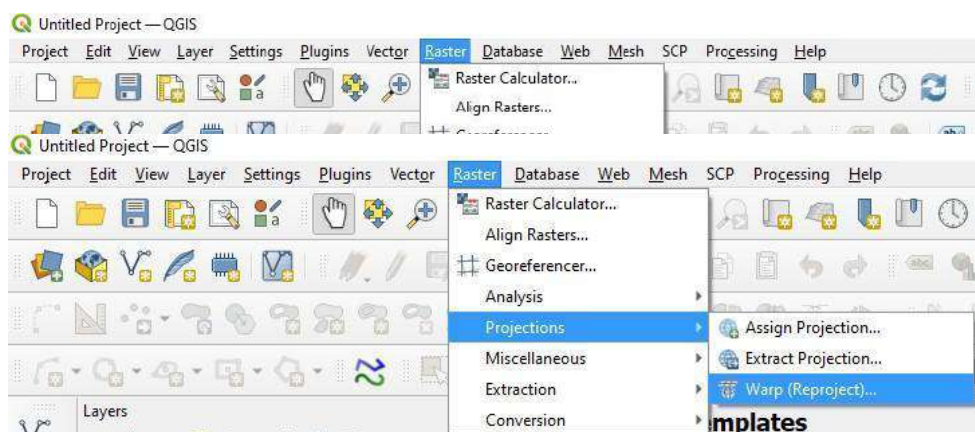 Untitled Project — QGIS
Project Edit View Layer Settings Plugins Vector Raster Database Web Mesh SCP Processing Help
Raster Calculator...
Align Rasters...
Untitled Project — QGIS
Project Edit View Layer Settings Plugins Vector Raster Database Web Mesh SCP Processing Help
Raster Calculator...
Align Rasters...
Georeferencer...
Analysis
Projections
Assign Projection...
Miscellaneous
Extract Projection...
Extraction
Warp (Reproject)...
Layers
Conversion
mplates